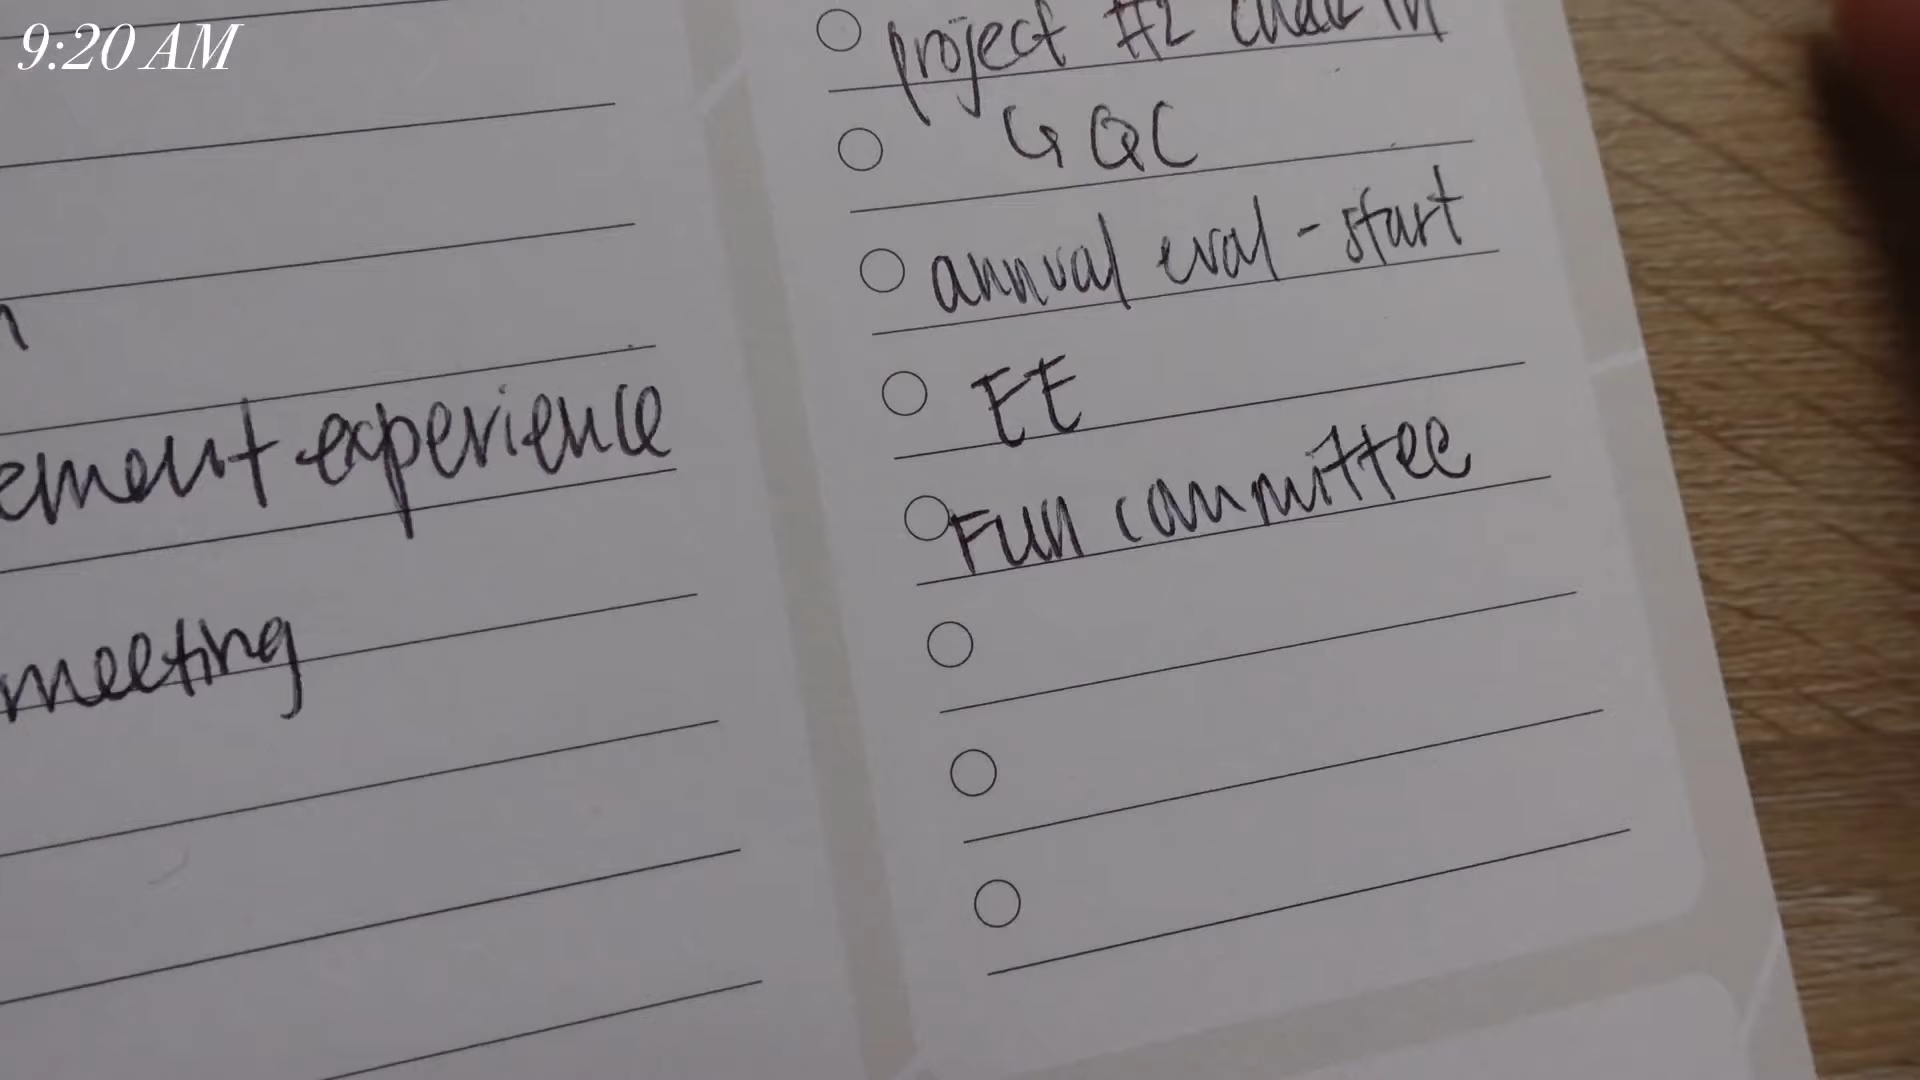 9:20 AM
ement experience
meeting
project #2 check in
↳ QC
annual eval - start
EE
Fun committee